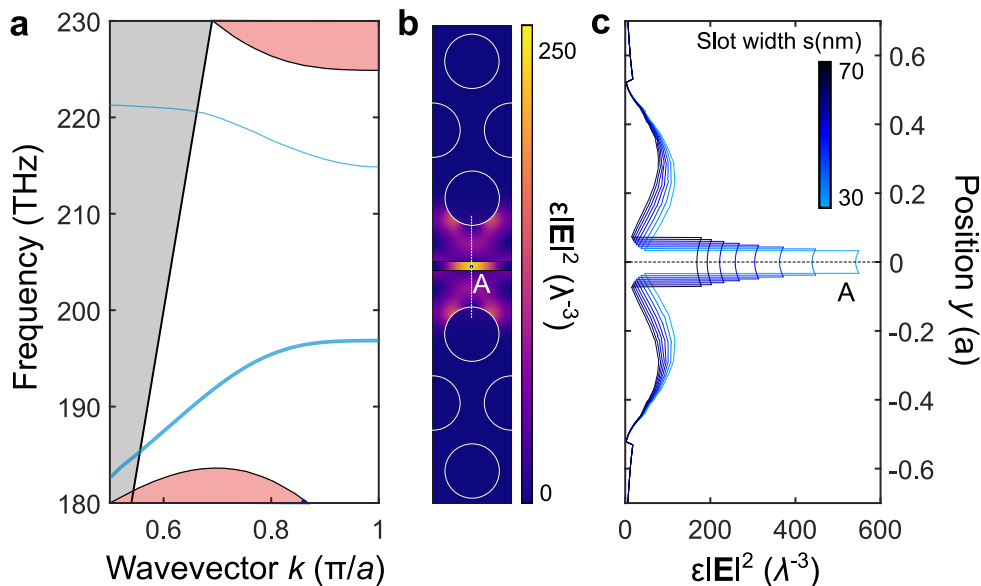 a
230
220
210
200
190
180
Frequency (THz)
0.6
0.8
1
Wavevector k (π/a)
b
A
250
0
ε|E|² (λ⁻³)
c
Slot width s(nm)
70
30
A
0.6
0.4
0.2
0
-0.2
-0.4
-0.6
Position y (a)
0
200
400
600
ε|E|² (λ⁻³)